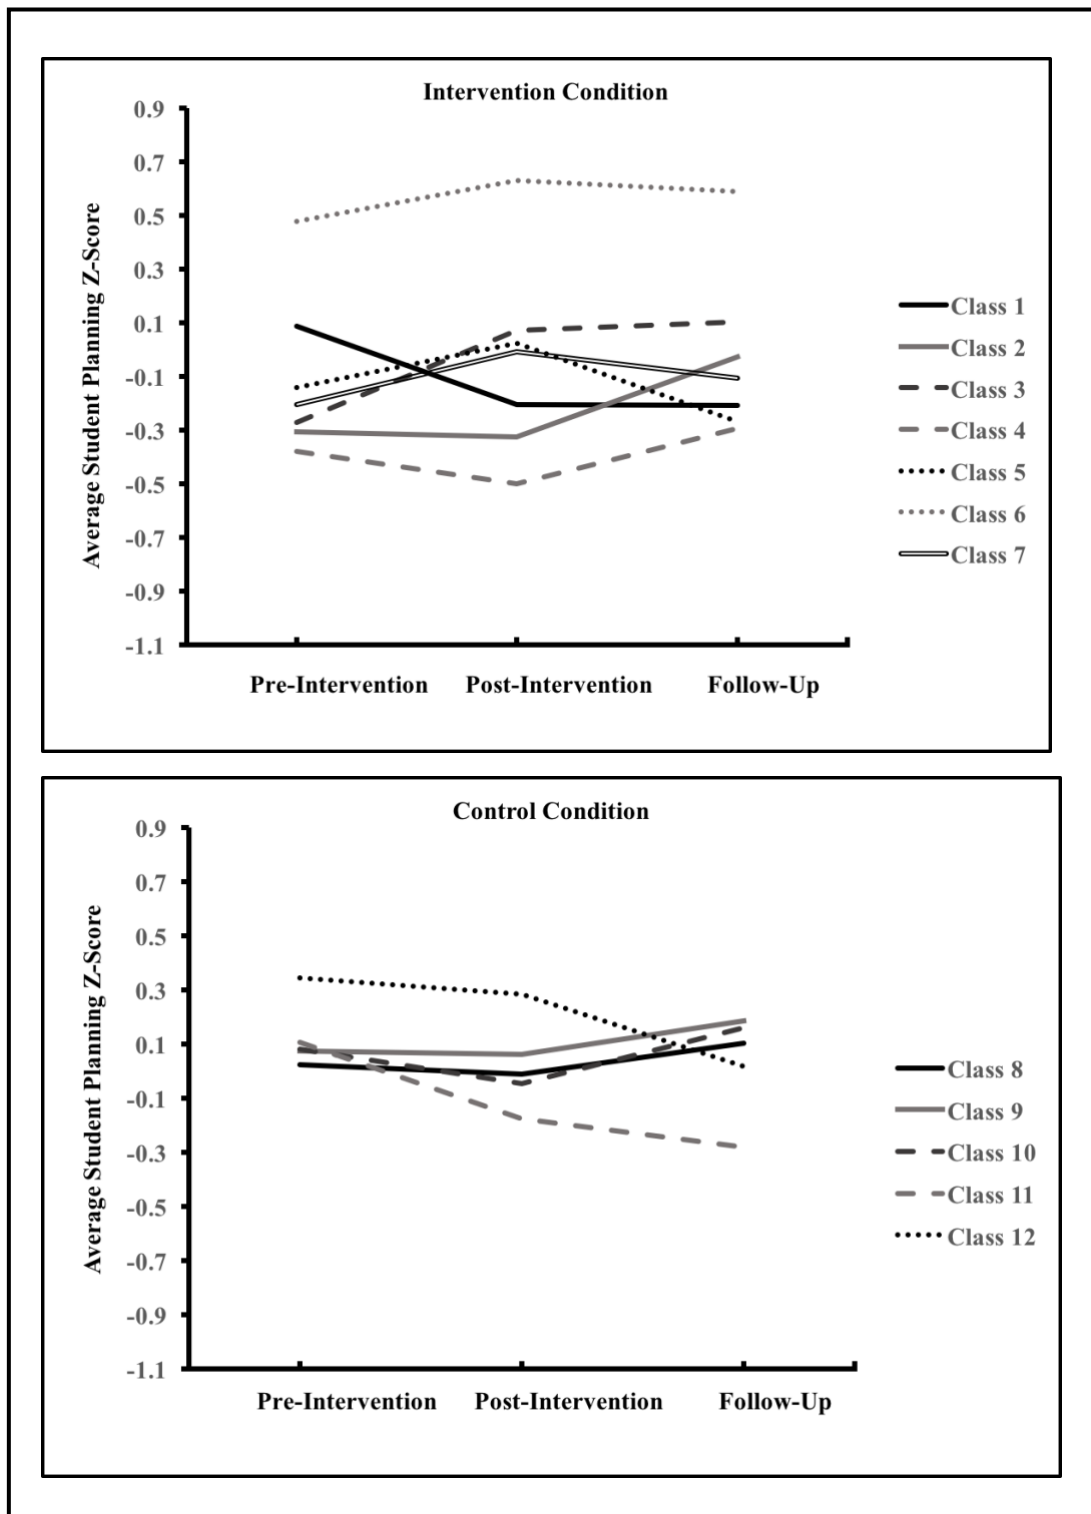 Intervention Condition
Average Student Planning Z-Score
0.9
0.7
0.5
0.3
0.1
-0.1
-0.3
-0.5
-0.7
-0.9
-1.1
Pre-Intervention Post-Intervention Follow-Up
Class 1
Class 2
Class 3
Class 4
Class 5
Class 6
Class 7
Control Condition
Average Student Planning Z-Score
0.9
0.7
0.5
0.3
0.1
-0.1
-0.3
-0.5
-0.7
-0.9
-1.1
Pre-Intervention Post-Intervention Follow-Up
Class 8
Class 9
Class 10
Class 11
Class 12